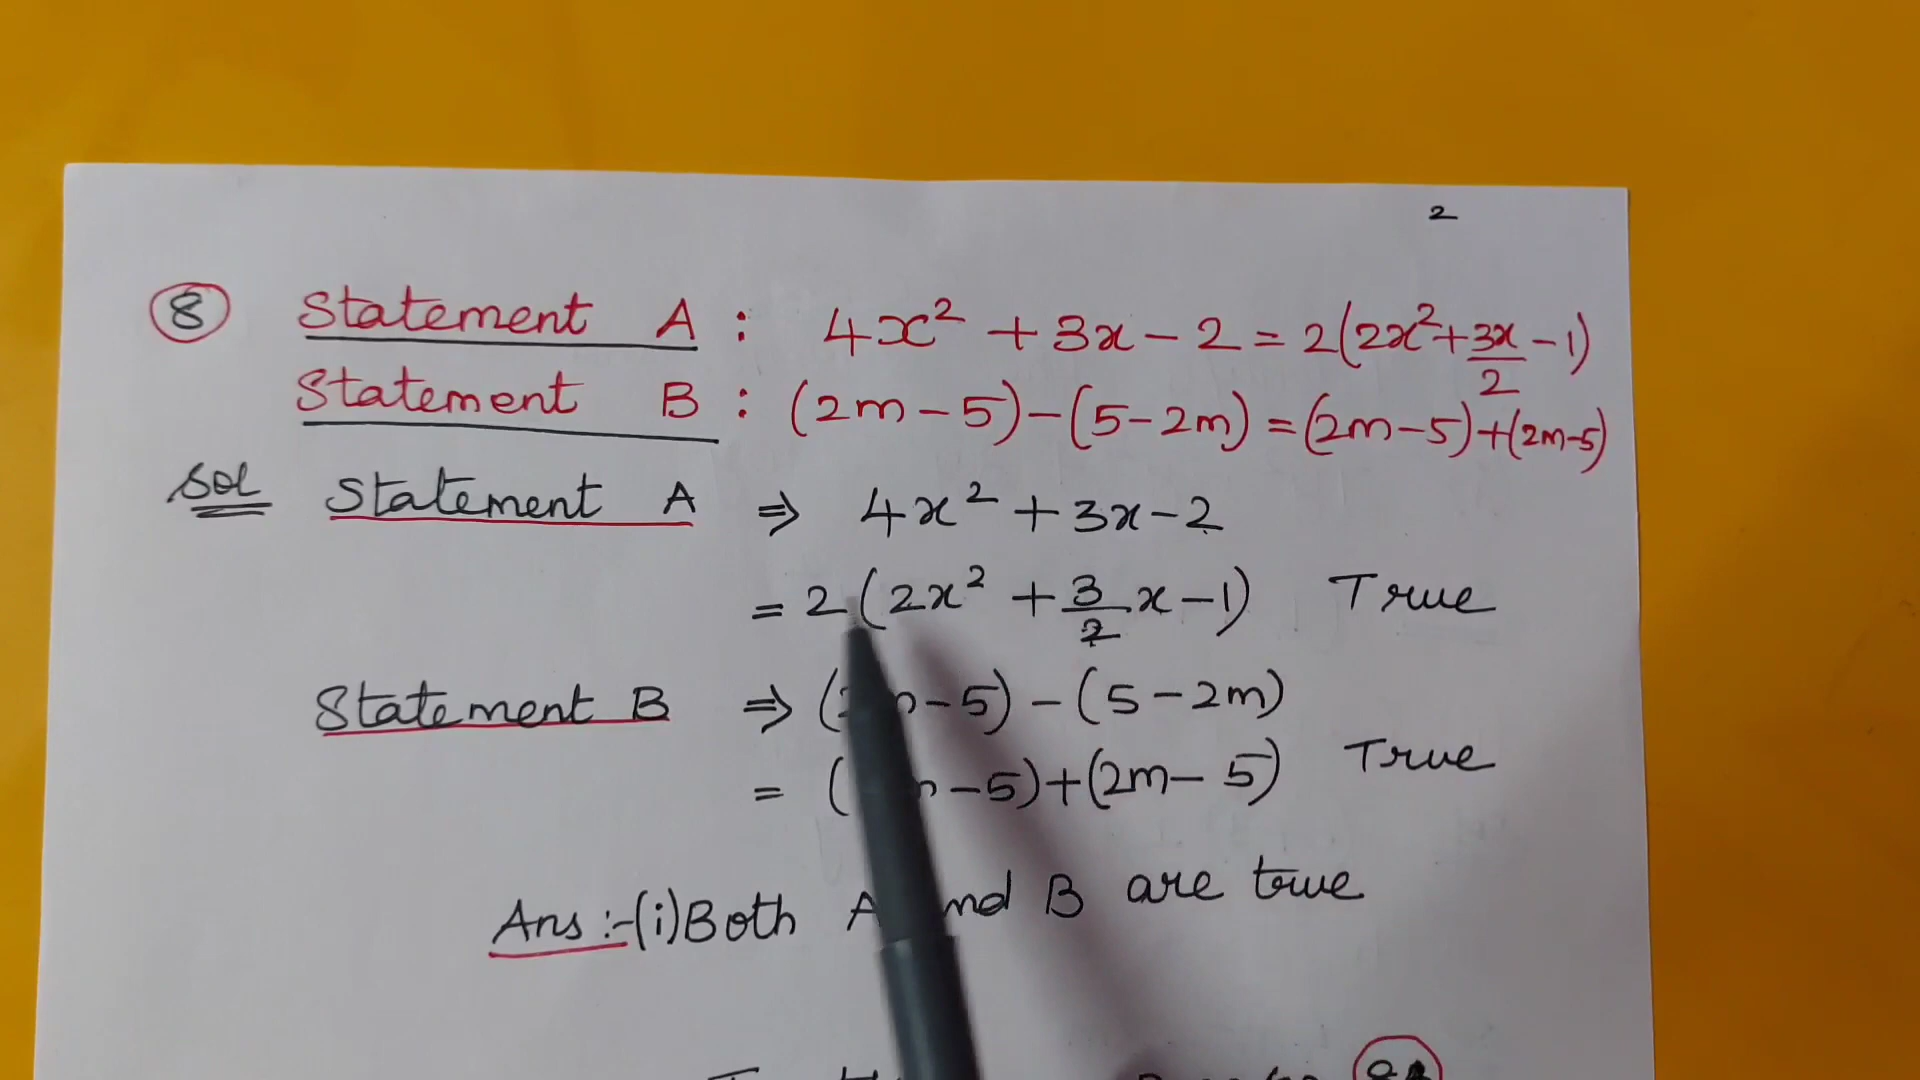 2
⑧ Statement A : 4x² + 3x - 2 = 2(2x² + 3x/2 - 1)
Statement B : (2m - 5) - (5 - 2m) = (2m - 5) + (2m - 5)
Sol Statement A ⇒ 4x² + 3x - 2
= 2(2x² + 3/2 x - 1) True
Statement B ⇒ ( - 5) - (5 - 2m)
= ( - 5) + (2m - 5) True
Ans :- (i) Both A and B are true